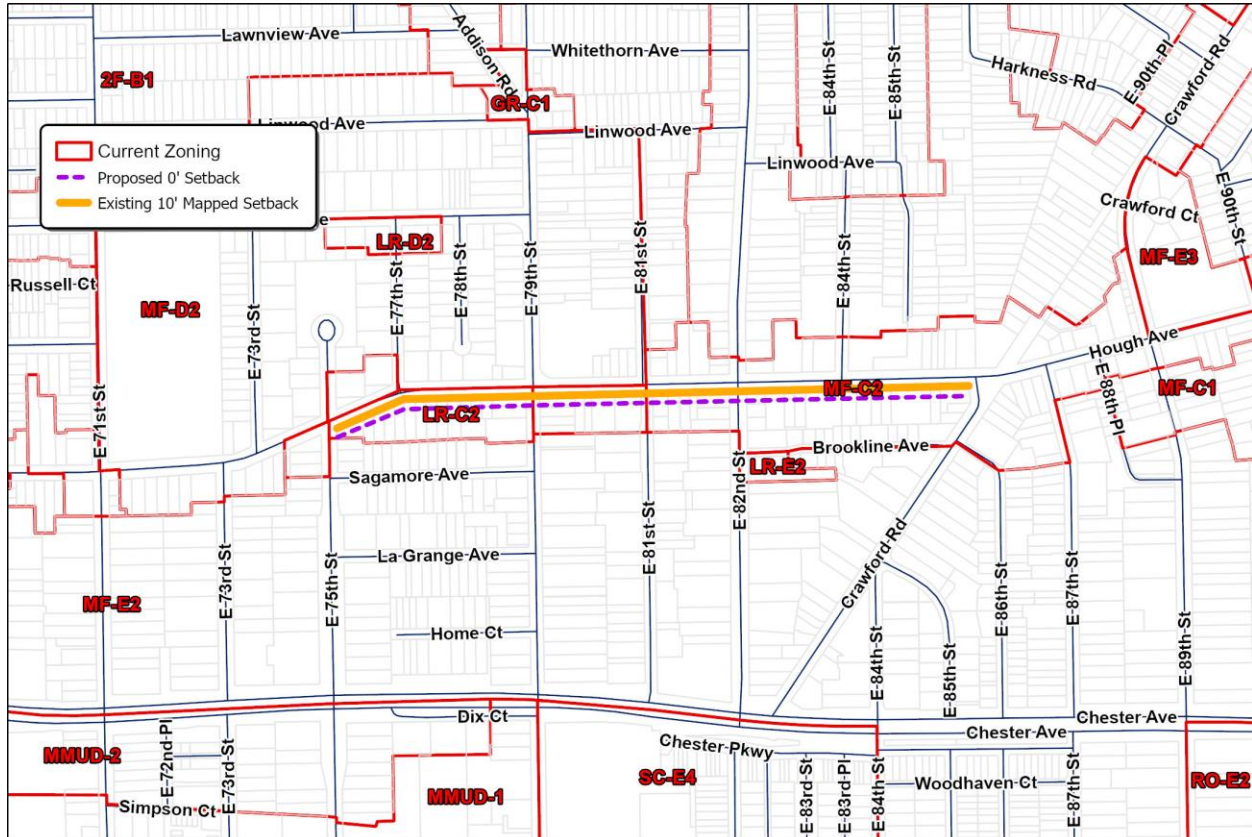 Lawnview Ave
Addison Rd
Whitethorn Ave
E-84th-St
E-85th-St
Harkness-Rd
E-90th-Pl
Crawford-Rd
2F-B1
GR-C1
Linwood Ave
Linwood Ave
Linwood Ave
Current Zoning
Proposed 0' Setback
Existing 10' Mapped Setback
e
Crawford Ct
E-90th-St
LR-D2
Russell Ct
MF-D2
E-73rd-St
E-77th-St
E-78th-St
E-79th-St
E-81st-St
E-84th-St
MF-E3
Hough Ave
E-71st-St
LR-C2
MF-C2
MF-C1
E-88th-Pl
Brookline Ave
LR-E2
Sagamore Ave
E-82nd-St
E-81st-St
Crawford Rd
La Grange Ave
E-73rd-St
E-75th-St
MF-E2
Home Ct
E-84th-St
E-85th-St
E-86th-St
E-87th-St
E-89th-St
Dix Ct
Chester Ave
Chester Ave
Chester Pkwy
MMUD-2
E-72nd-Pl
E-73rd-St
MMUD-1
SC-E4
E-83rd-St
E-83rd-Pl
E-84th-St
Woodhaven Ct
E-87th-St
RO-E2
Simpson Ct